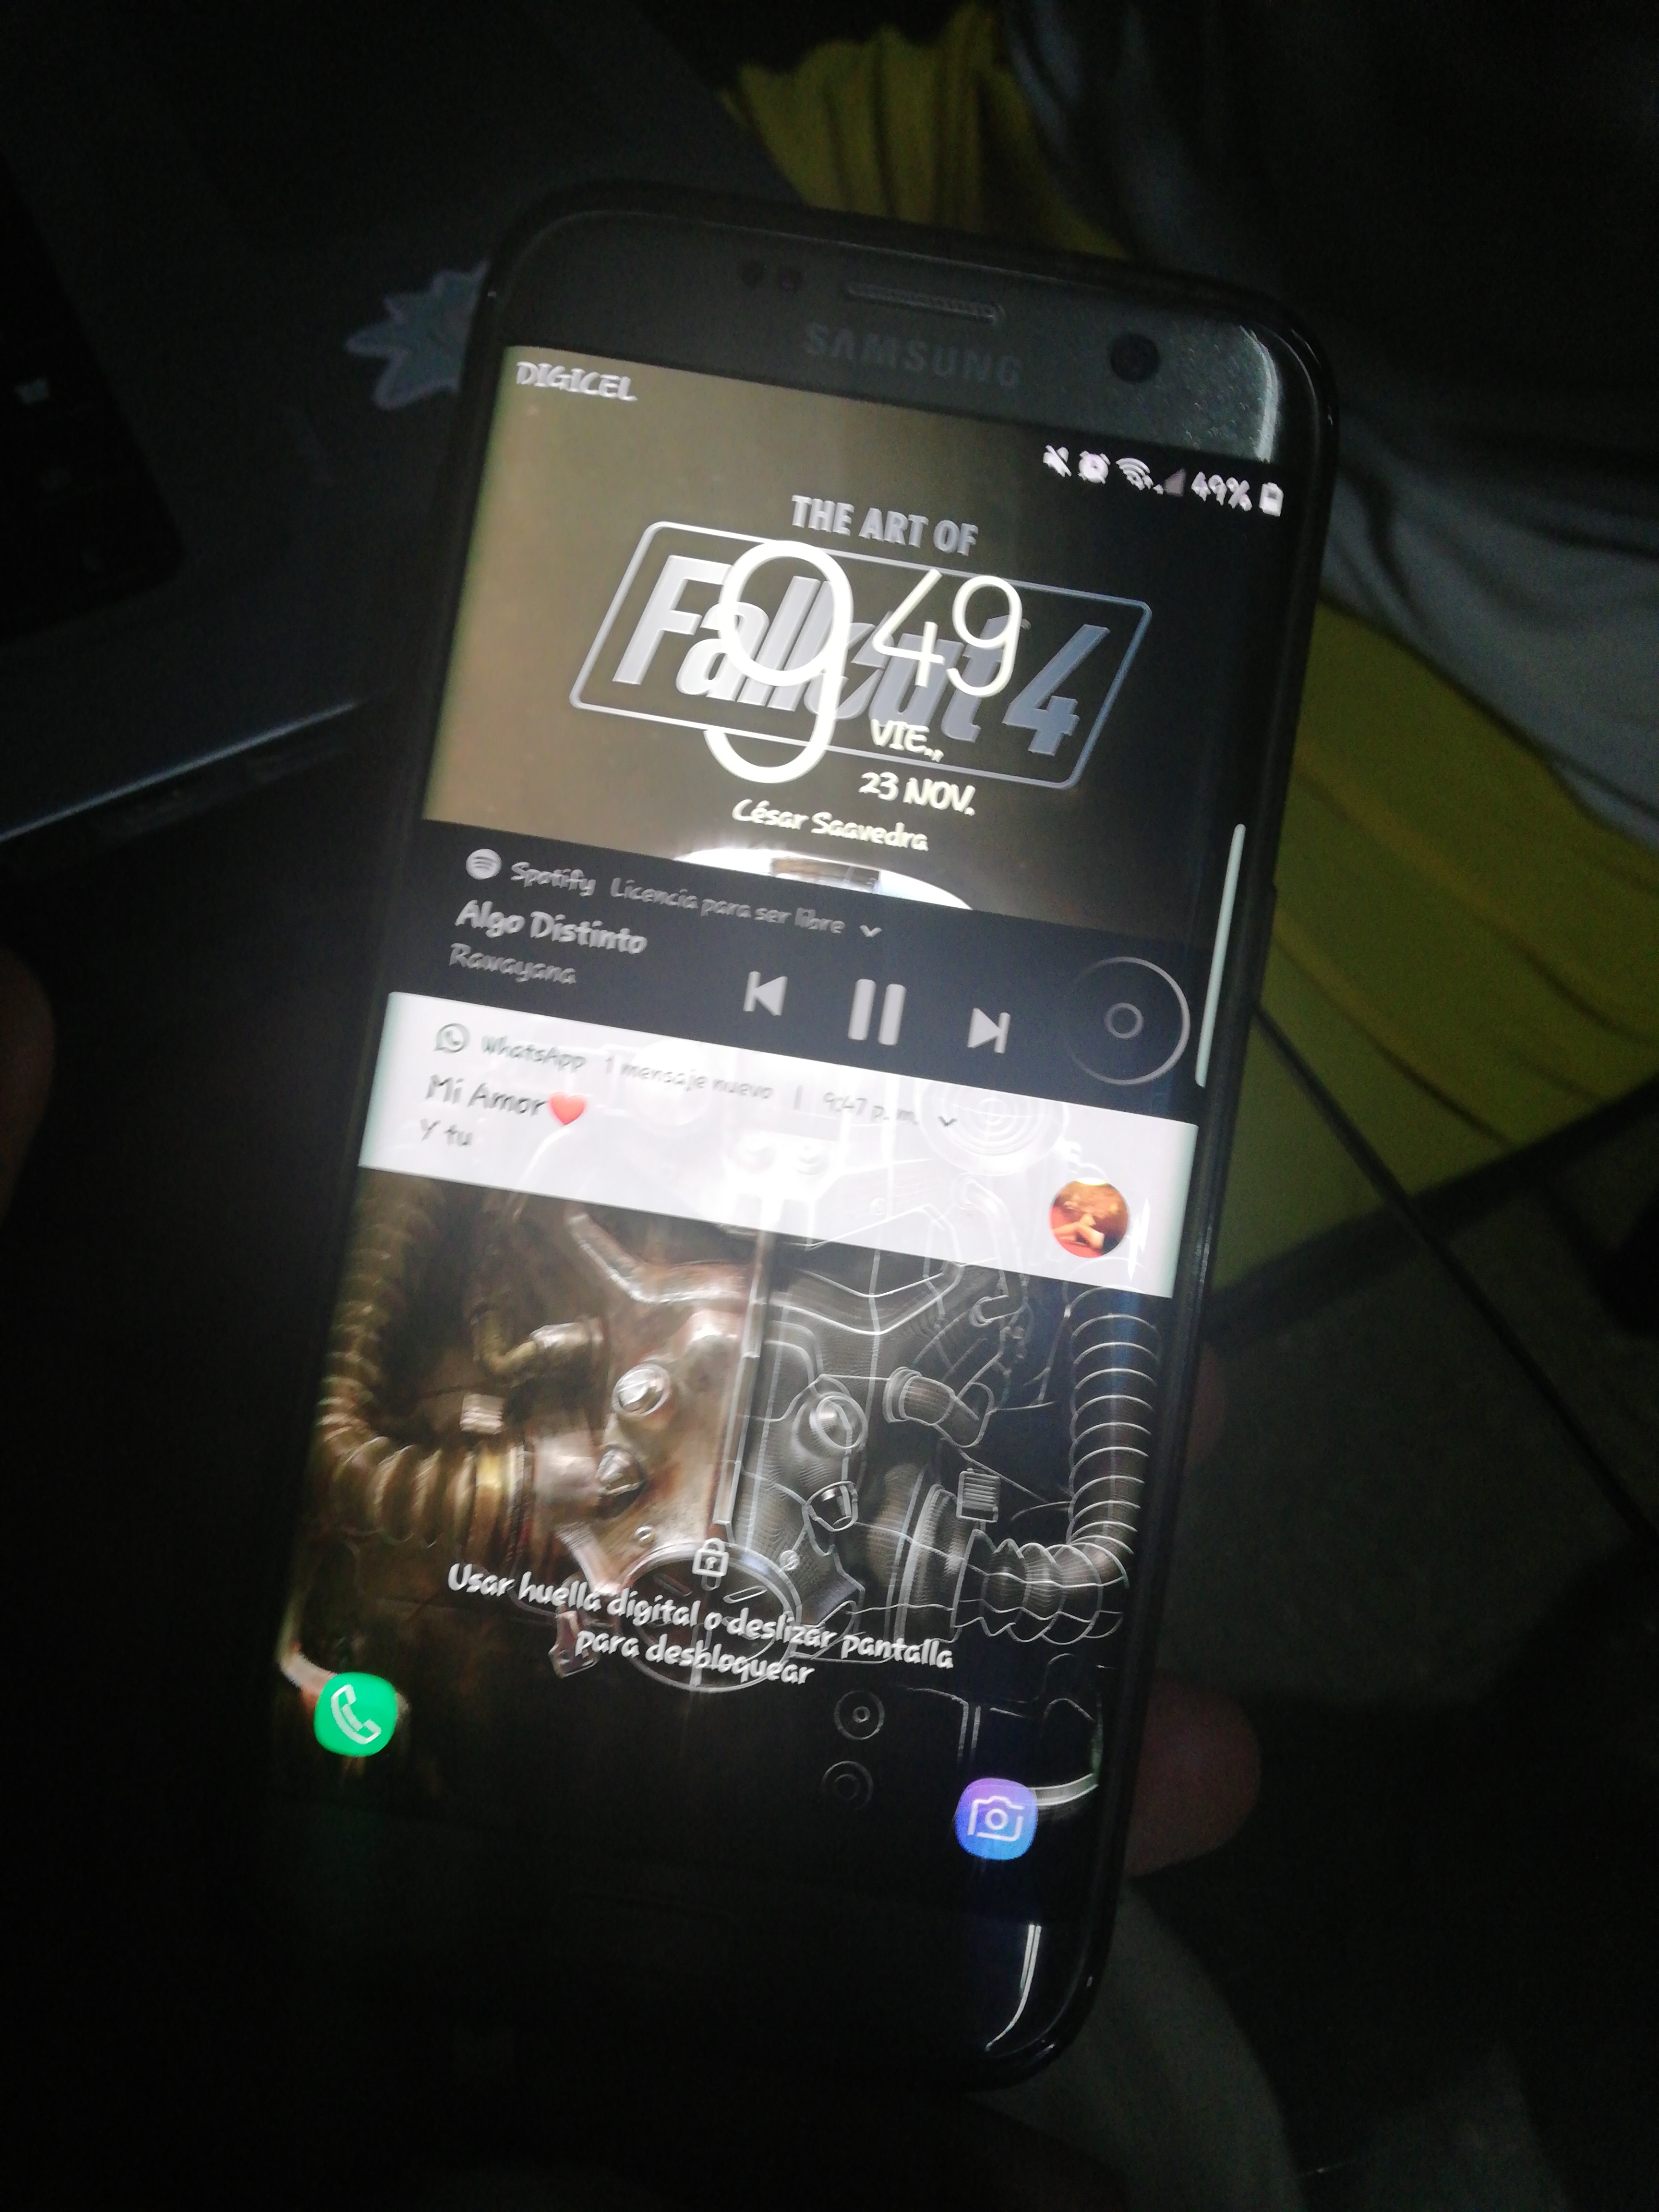 SAMSUNG
DIGICEL
49%
THE ART OF
Fallout 4
9 49
VIE.,
23 NOV.
César Saavedra
Spotify Licencia para ser libre
Algo Distinto
Rawayana
WhatsApp 1 mensaje nuevo | 9:47 p. m.
Mi Amor❤️
Y tu
Usar huella digital o deslizar pantalla
para desbloquear